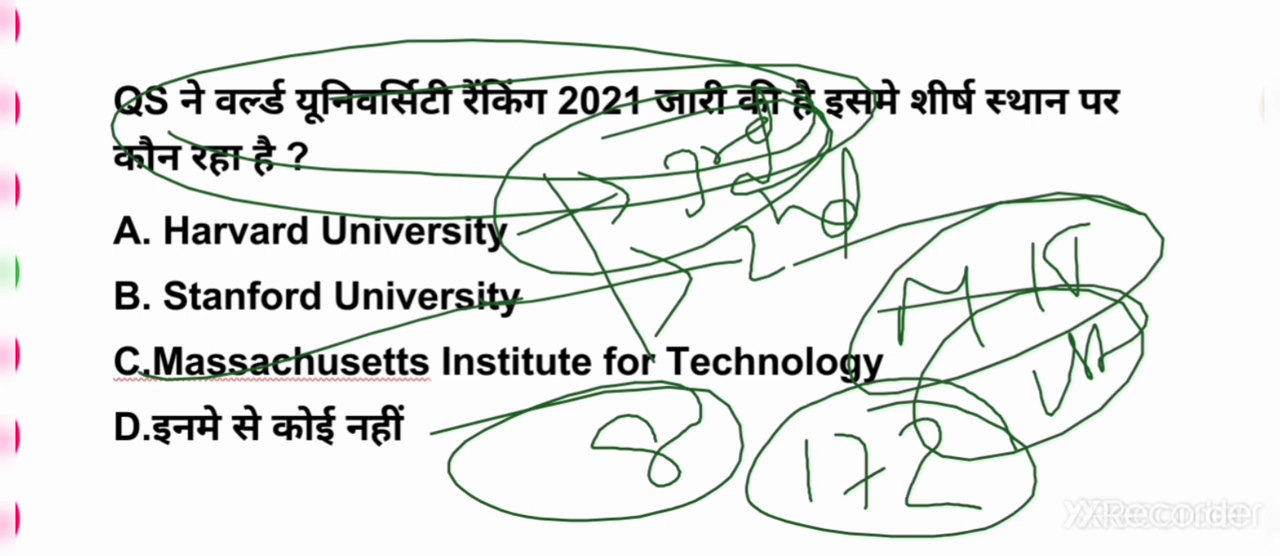 QS ने वर्ल्ड यूनिवर्सिटी रेंकिंग 2021 जारी की है इसमे शीर्ष स्थान पर
कौन रहा है ?
3rd
A. Harvard University
2nd
B. Stanford University
C.Massachusetts Institute for Technology
D.इनमे से कोई नहीं
8
172
XRecorder